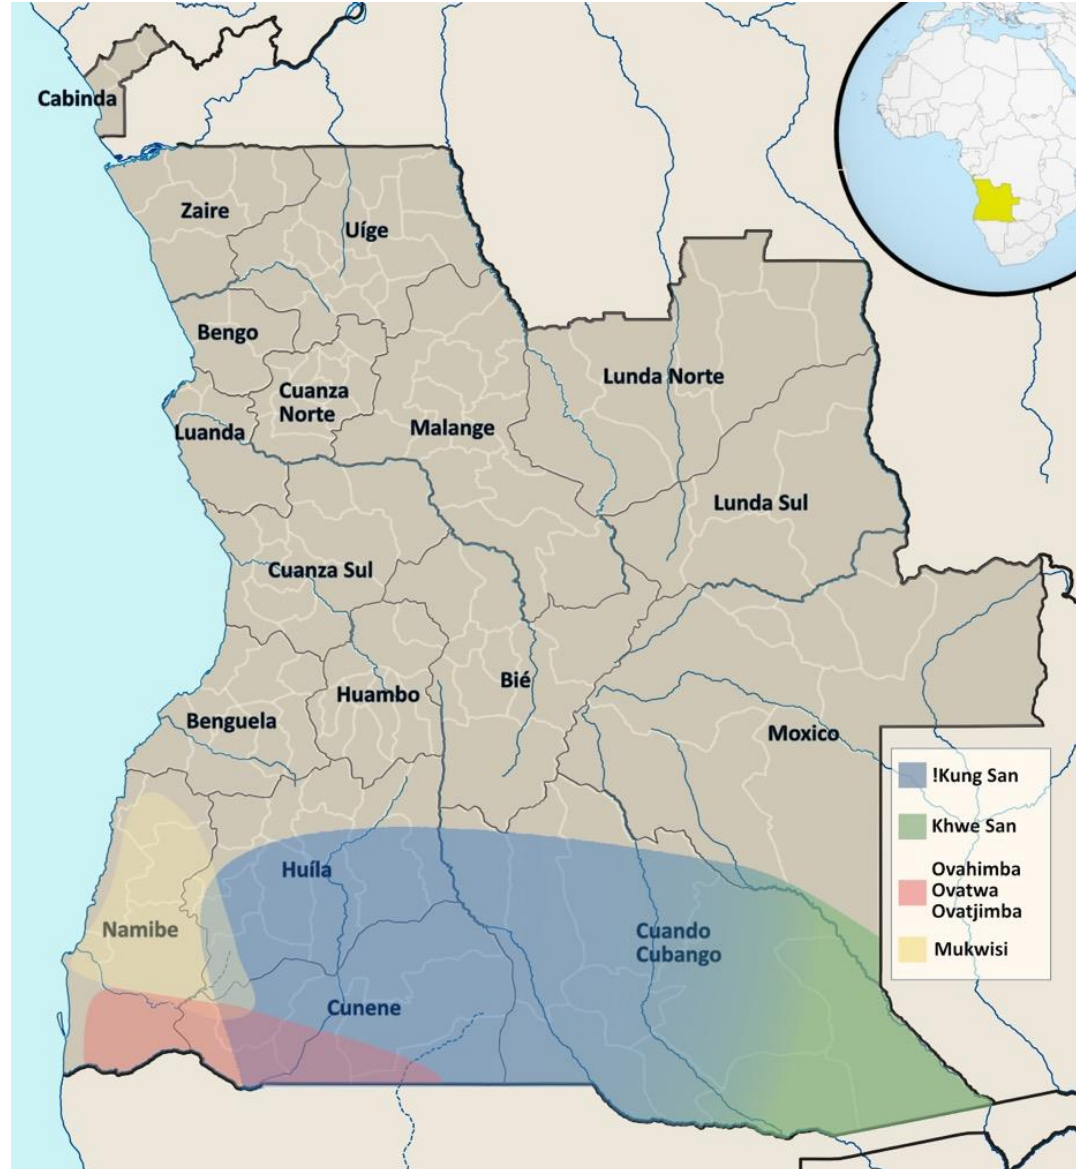 Cabinda
Zaire
Uíge
Bengo
Cuanza
Norte
Lunda Norte
Luanda
Malange
Lunda Sul
Cuanza Sul
Bié
Huambo
Benguela
Moxico
!Kung San
Khwe San
Ovahimba
Ovatwa
Ovatjimba
Mukwisi
Huíla
Namibe
Cuando
Cubango
Cunene